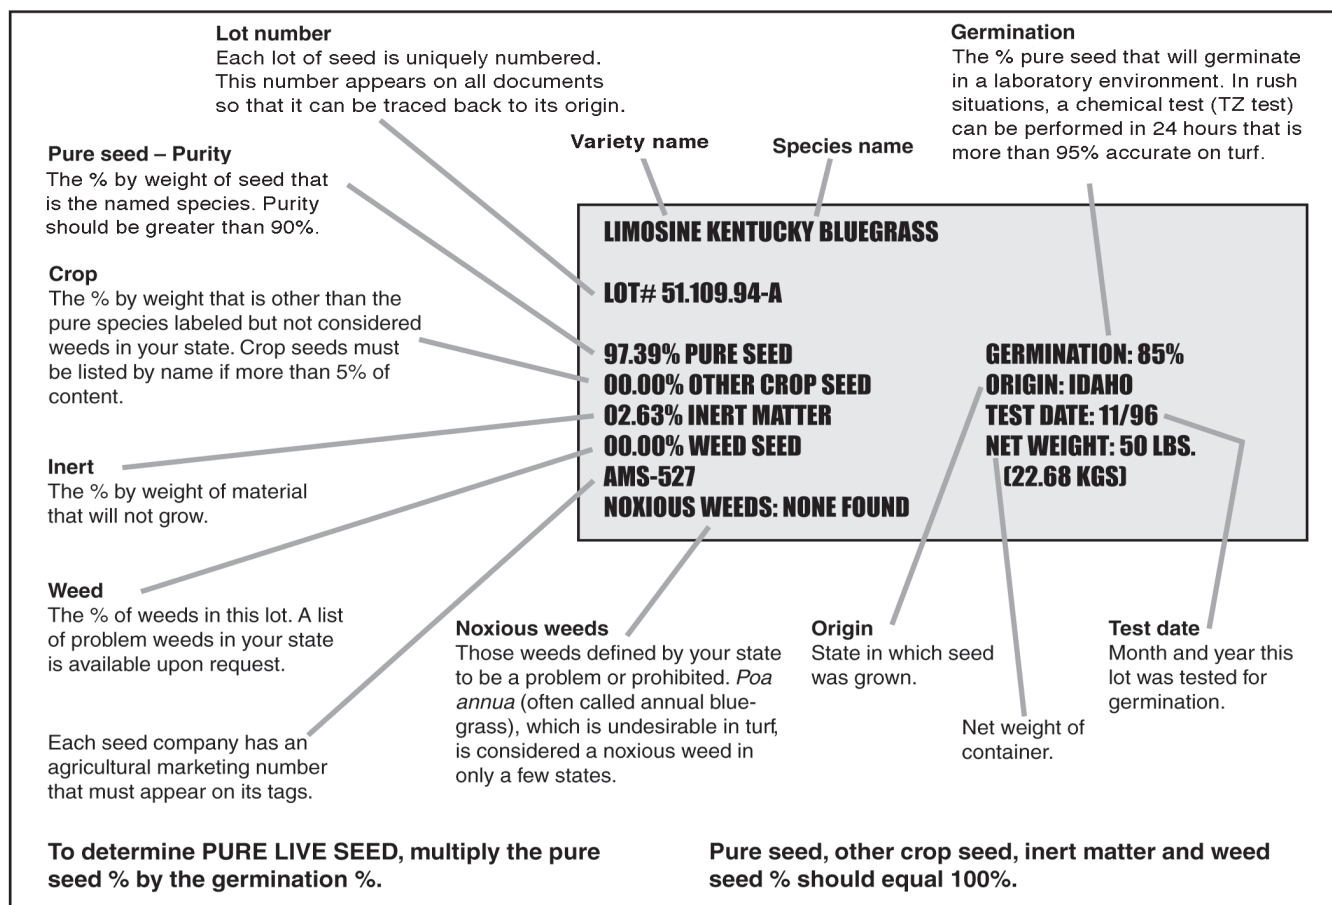 Lot number
Each lot of seed is uniquely numbered.
This number appears on all documents
so that it can be traced back to its origin.
Germination
The % pure seed that will germinate
in a laboratory environment. In rush
situations, a chemical test (TZ test)
can be performed in 24 hours that is
more than 95% accurate on turf.
Variety name
Species name
Pure seed – Purity
The % by weight of seed that
is the named species. Purity
should be greater than 90%.
Crop
The % by weight that is other than the
pure species labeled but not considered
weeds in your state. Crop seeds must
be listed by name if more than 5% of
content.
Inert
The % by weight of material
that will not grow.
Weed
The % of weeds in this lot. A list
of problem weeds in your state
is available upon request.
Each seed company has an
agricultural marketing number
that must appear on its tags.
LIMOSINE KENTUCKY BLUEGRASS
LOT# 51.109.94-A
97.39% PURE SEED
00.00% OTHER CROP SEED
02.63% INERT MATTER
00.00% WEED SEED
AMS-527
NOXIOUS WEEDS: NONE FOUND
GERMINATION: 85%
ORIGIN: IDAHO
TEST DATE: 11/96
NET WEIGHT: 50 LBS.
(22.68 KGS)
Noxious weeds
Those weeds defined by your state
to be a problem or prohibited. Poa
annua (often called annual blue-
grass), which is undesirable in turf,
is considered a noxious weed in
only a few states.
Origin
State in which seed
was grown.
Net weight of
container.
Test date
Month and year this
lot was tested for
germination.
To determine PURE LIVE SEED, multiply the pure
seed % by the germination %.
Pure seed, other crop seed, inert matter and weed
seed % should equal 100%.